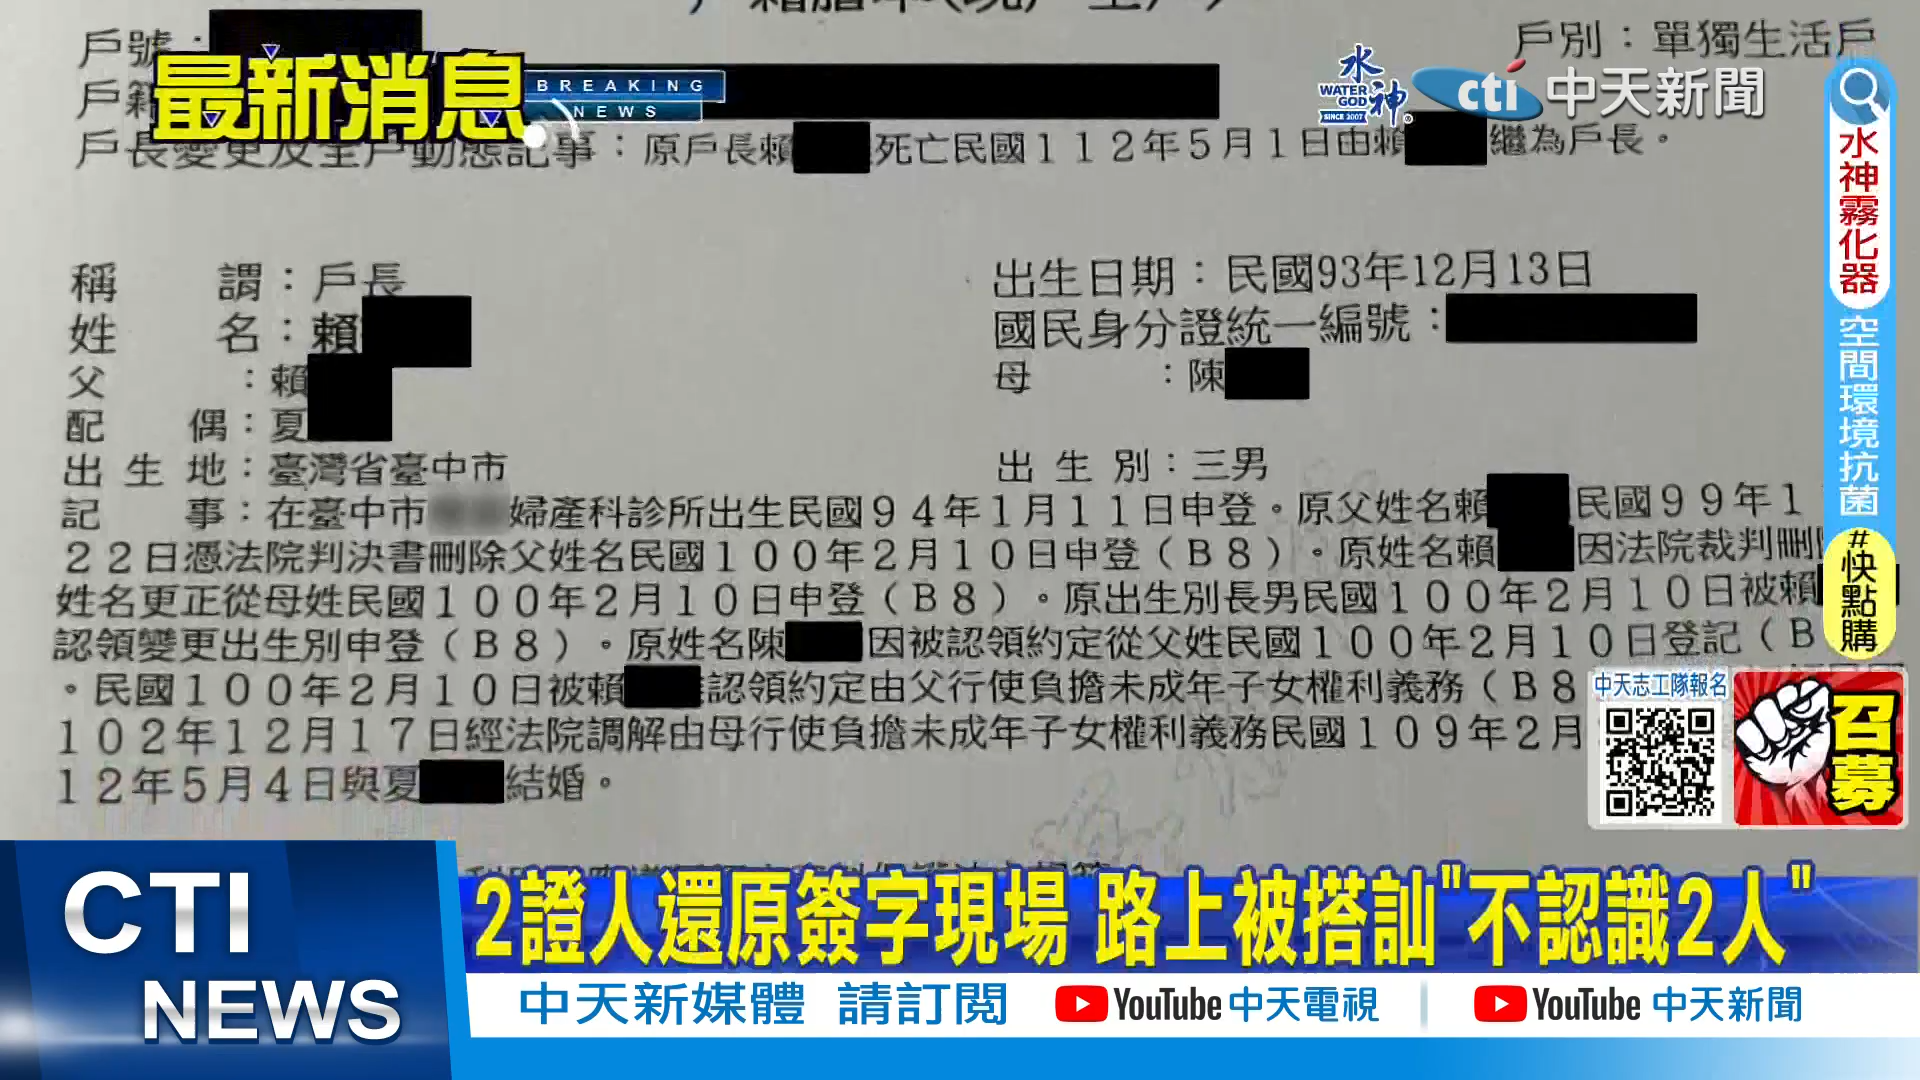 戶號：
戶別：單獨生活戶
最新消息
BREAKING
NEWS
水神
WATER
GOD
SINCE 2007
cti 中天新聞
戶籍
戶長變更及全戶動態記事：原戶長賴 死亡民國１１２年５月１日由賴 繼為戶長。
稱謂：戶長
出生日期：民國93年12月13日
姓名：賴
國民身分證統一編號：
父：賴
母：陳
配偶：夏
出生地：臺灣省臺中市
出生別：三男
記事：在臺中市 婦產科診所出生民國９４年１月１１日申登。原父姓名賴 民國９９年１
２２日憑法院判決書刪除父姓名民國１００年２月１０日申登（Ｂ８）。原姓名賴 因法院裁判刪
姓名更正從母姓民國１００年２月１０日申登（Ｂ８）。原出生別長男民國１００年２月１０日被賴
認領變更出生別申登（Ｂ８）。原姓名陳 因被認領約定從父姓民國１００年２月１０日登記（Ｂ
。民國１００年２月１０日被賴 認領約定由父行使負擔未成年子女權利義務（Ｂ８
１０２年１２月１７日經法院調解由母行使負擔未成年子女權利義務民國１０９年２月
１２年５月４日與夏 結婚。
水神霧化器
空間環境抗菌
#快點購
中天志工隊報名
召募
CTI
NEWS
2證人還原簽字現場 路上被搭訕"不認識2人"
中天新媒體 請訂閱 YouTube 中天電視 | YouTube 中天新聞